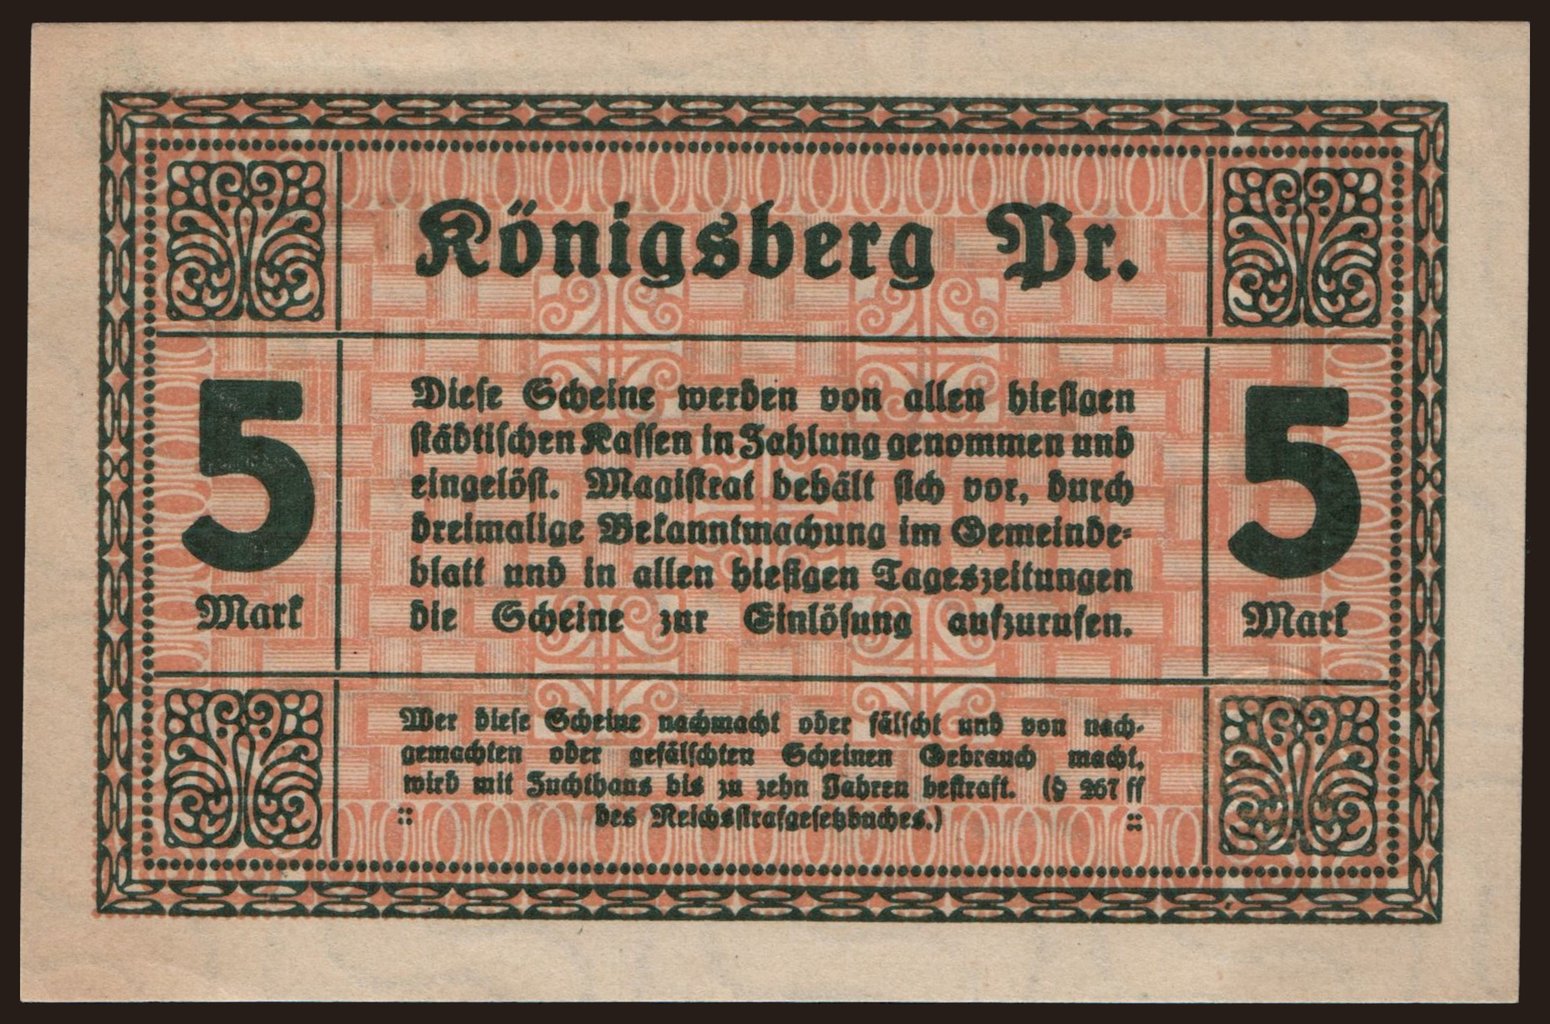 Königsberg Pr.
5
Mark
Diese Scheine werden von allen hiesigen
städtischen Kassen in Zahlung genommen und
eingelöst. Magistrat behält sich vor, durch
dreimalige Bekanntmachung im Gemeinde-
blatt und in allen hiesigen Tageszeitungen
die Scheine zur Einlösung aufzurufen.
5
Mark
Wer diese Scheine nachmacht oder fälscht und von nach-
gemachten oder gefälschten Scheinen Gebrauch macht,
wird mit Zuchthaus bis zu zehn Jahren bestraft. (§ 267 ff
:: des Reichsstrafgesetzbuches.) ::